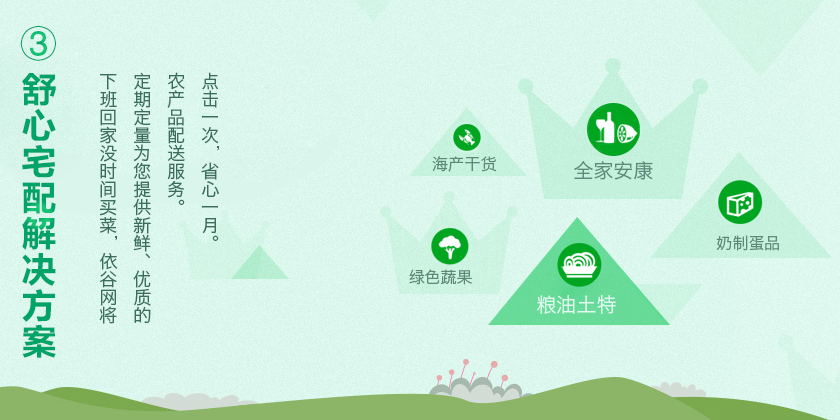 ③
舒心宅配解决方案
下班回家没时间买菜，依谷网将
定期定量为您提供新鲜、优质的
农产品配送服务。
点击一次，省心一月。
海产干货
全家安康
奶制蛋品
绿色蔬果
粮油土特